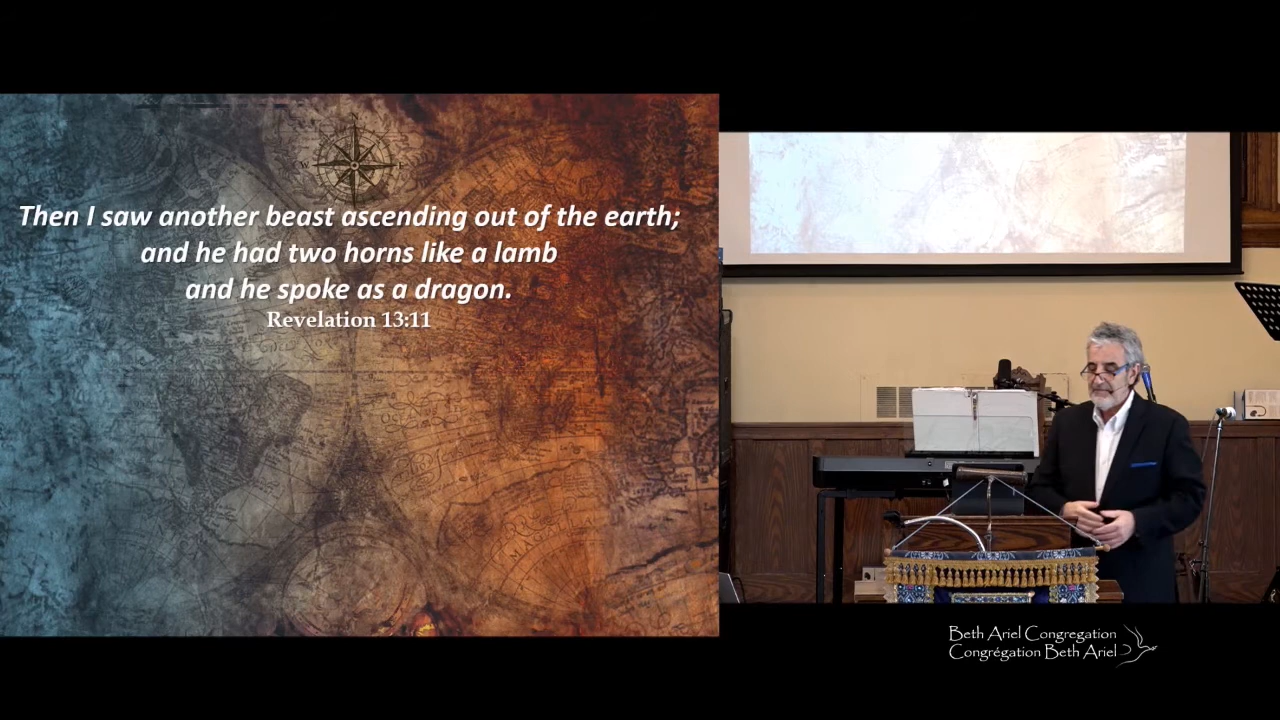 Then I saw another beast ascending out of the earth;
and he had two horns like a lamb
and he spoke as a dragon.
Revelation 13:11
N
W
E
Beth Ariel Congregation
Congrégation Beth Ariel